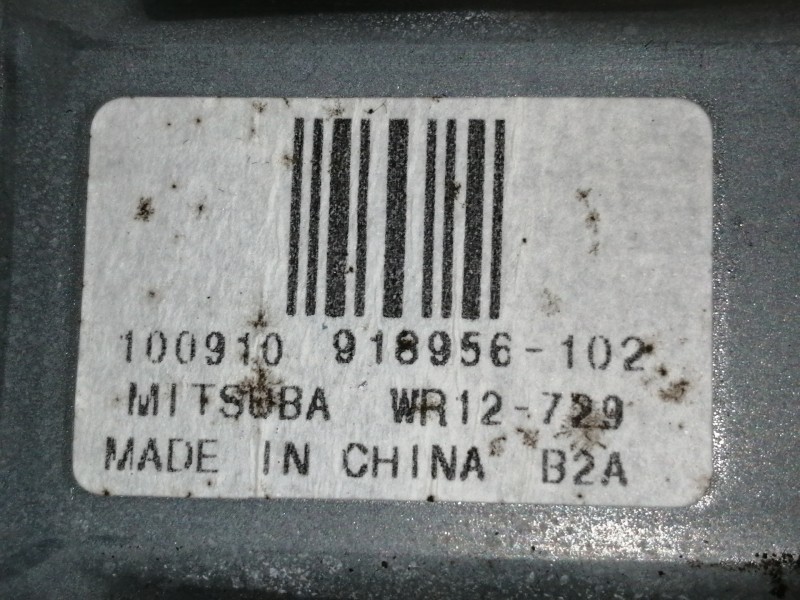 100910 918956-102
MITSUBA WR12-729
MADE IN CHINA B2A